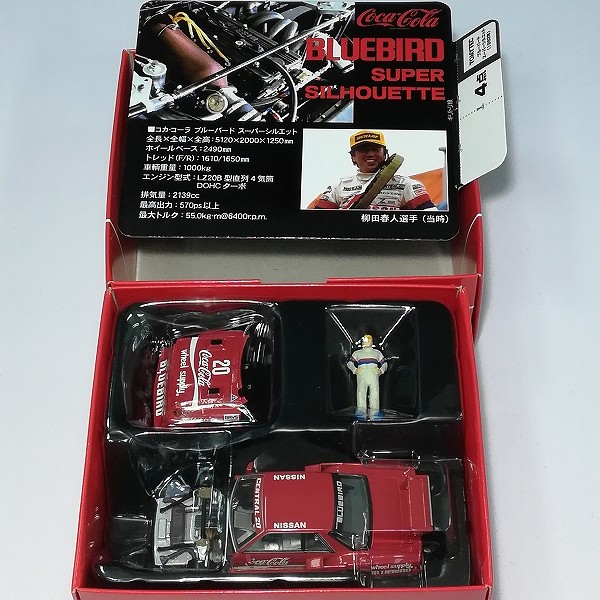 Coca-Cola
BLUEBIRD
SUPER
SILHOUETTE
■コカ・コーラ ブルーバード スーパーシルエット
全長×全幅×全高:5120×2000×1250mm
ホイールベース:2490mm
トレッド(F/R):1610/1650mm
車輌重量:1000kg
エンジン型式:LZ20B 型直列 4 気筒
DOHC ターボ
排気量:2139cc
最高出力:570ps以上
最大トルク:55.0kg·m@6400r.p.m.
柳田春人選手(当時)
TOMYTEC
4点
20
Coca-Cola
wheel supply
BLUEBIRD
NISSAN
CENTRAL 20
NISSAN
Coca-Cola
wheel supply
BLUEBIRD